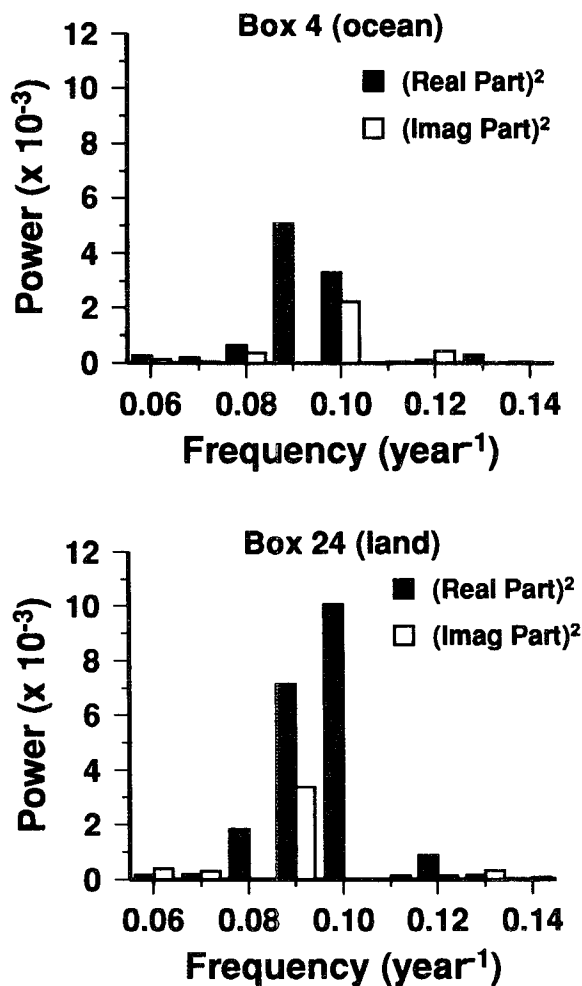 Box 4 (ocean)
12
10
8
6
4
2
0
Power (x 10⁻³)
(Real Part)²
(Imag Part)²
0.06 0.08 0.10 0.12 0.14
Frequency (year⁻¹)
Box 24 (land)
12
10
8
6
4
2
0
Power (x 10⁻³)
(Real Part)²
(Imag Part)²
0.06 0.08 0.10 0.12 0.14
Frequency (year⁻¹)